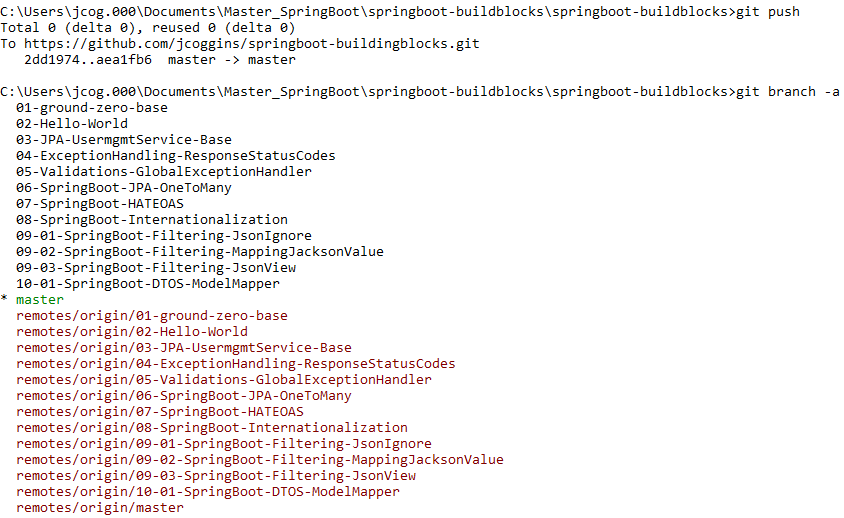 C:\Users\jcog.000\Documents\Master_SpringBoot\springboot-buildblocks\springboot-buildblocks>git push
Total 0 (delta 0), reused 0 (delta 0)
To https://github.com/jcoggins/springboot-buildingblocks.git
   2dd1974..aea1fb6  master -> master
C:\Users\jcog.000\Documents\Master_SpringBoot\springboot-buildblocks\springboot-buildblocks>git branch -a
  01-ground-zero-base
  02-Hello-World
  03-JPA-UsermgmtService-Base
  04-ExceptionHandling-ResponseStatusCodes
  05-Validations-GlobalExceptionHandler
  06-SpringBoot-JPA-OneToMany
  07-SpringBoot-HATEOAS
  08-SpringBoot-Internationalization
  09-01-SpringBoot-Filtering-JsonIgnore
  09-02-SpringBoot-Filtering-MappingJacksonValue
  09-03-SpringBoot-Filtering-JsonView
  10-01-SpringBoot-DTOS-ModelMapper
* master
  remotes/origin/01-ground-zero-base
  remotes/origin/02-Hello-World
  remotes/origin/03-JPA-UsermgmtService-Base
  remotes/origin/04-ExceptionHandling-ResponseStatusCodes
  remotes/origin/05-Validations-GlobalExceptionHandler
  remotes/origin/06-SpringBoot-JPA-OneToMany
  remotes/origin/07-SpringBoot-HATEOAS
  remotes/origin/08-SpringBoot-Internationalization
  remotes/origin/09-01-SpringBoot-Filtering-JsonIgnore
  remotes/origin/09-02-SpringBoot-Filtering-MappingJacksonValue
  remotes/origin/09-03-SpringBoot-Filtering-JsonView
  remotes/origin/10-01-SpringBoot-DTOS-ModelMapper
  remotes/origin/master